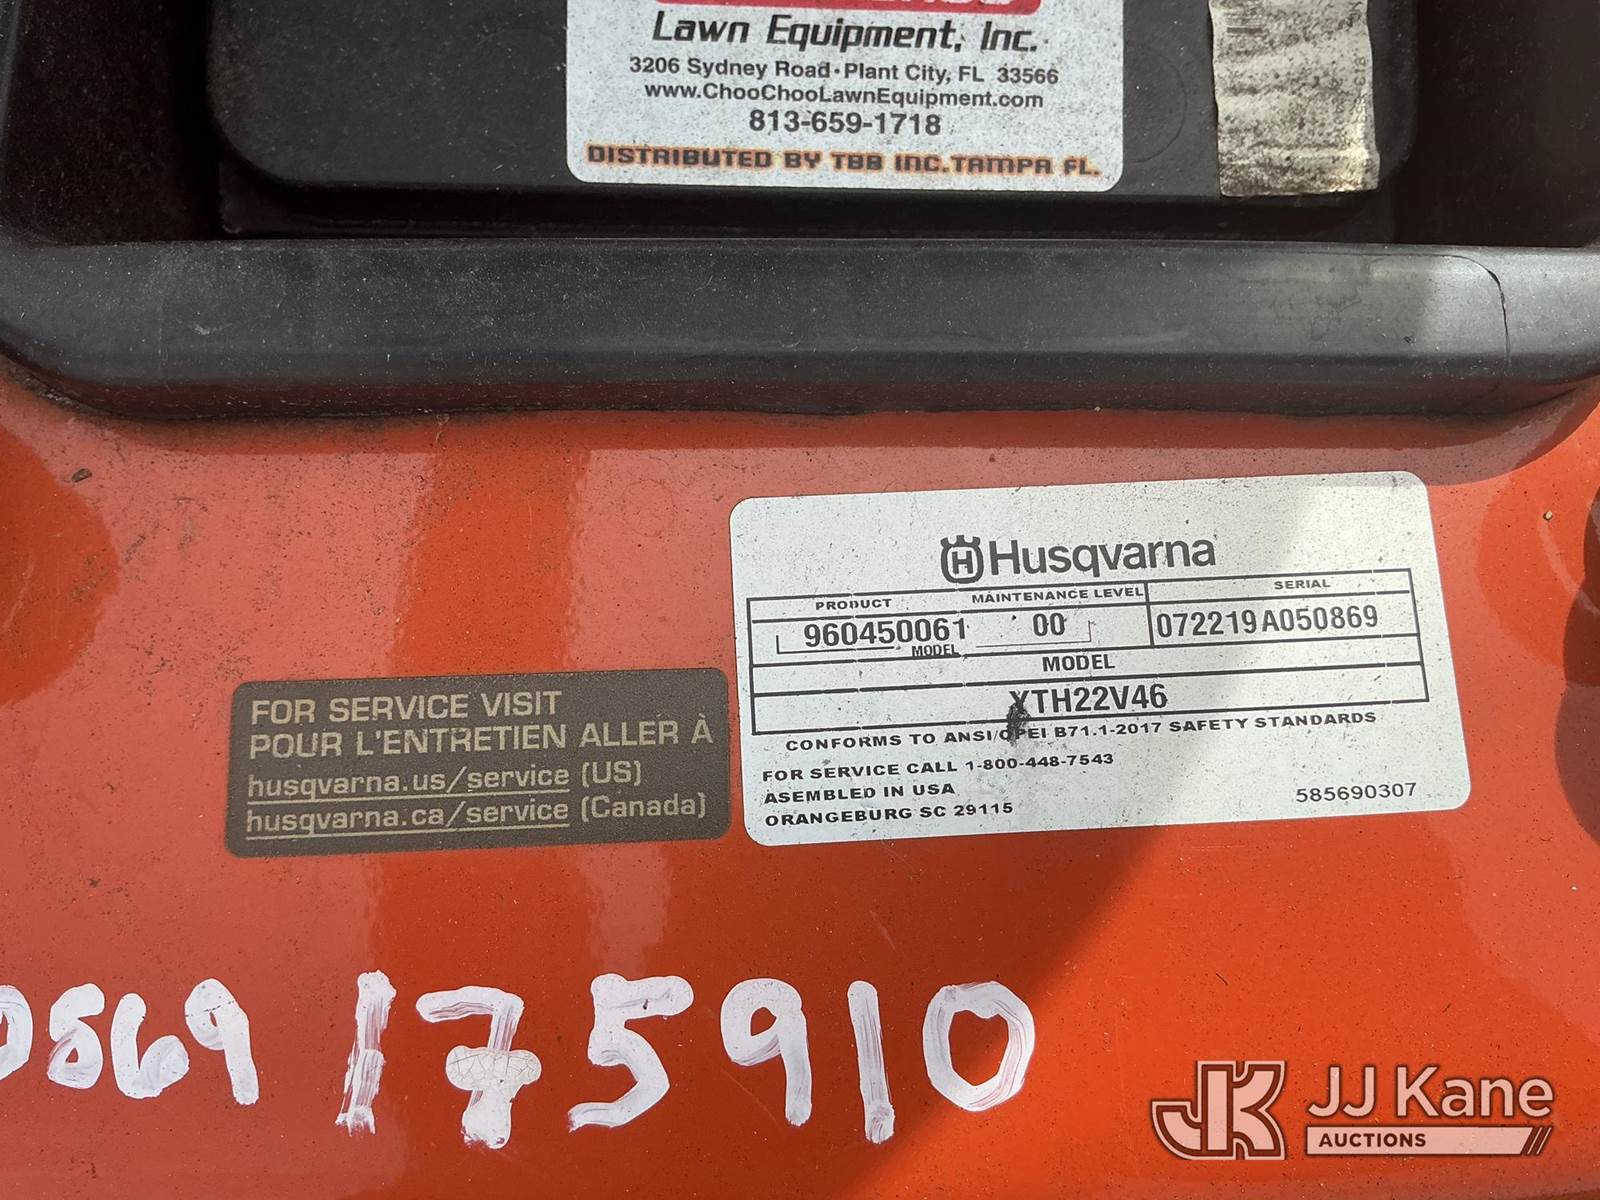 Lawn Equipment, Inc.
3206 Sydney Road • Plant City, FL 33566
www.ChooChooLawnEquipment.com
813-659-1718
DISTRIBUTED BY TBB INC. TAMPA FL.
Husqvarna
PRODUCT MAINTENANCE LEVEL SERIAL
960450061 00 072219A050869
MODEL
MODEL
XTH22V46
CONFORMS TO ANSI/OPEI B71.1-2017 SAFETY STANDARDS
FOR SERVICE CALL 1-800-448-7543
ASEMBLED IN USA
ORANGEBURG SC 29115
585690307
FOR SERVICE VISIT
POUR L'ENTRETIEN ALLER À
husqvarna.us/service (US)
husqvarna.ca/service (Canada)
0869 175910
JJ Kane
AUCTIONS